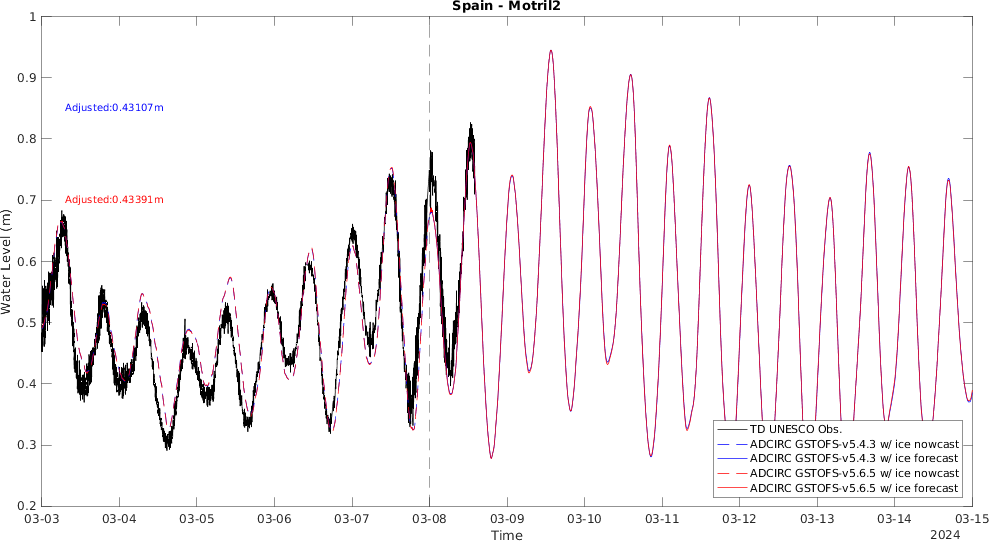 Spain - Motril2
1
0.9
0.8
0.7
0.6
0.5
0.4
0.3
0.2
Water Level (m)
Adjusted:0.43107m
Adjusted:0.43391m
TD UNESCO Obs.
ADCIRC GSTOFS-v5.4.3 w/ ice nowcast
ADCIRC GSTOFS-v5.4.3 w/ ice forecast
ADCIRC GSTOFS-v5.6.5 w/ ice nowcast
ADCIRC GSTOFS-v5.6.5 w/ ice forecast
03-03 03-04 03-05 03-06 03-07 03-08 03-09 03-10 03-11 03-12 03-13 03-14 03-15
Time
2024